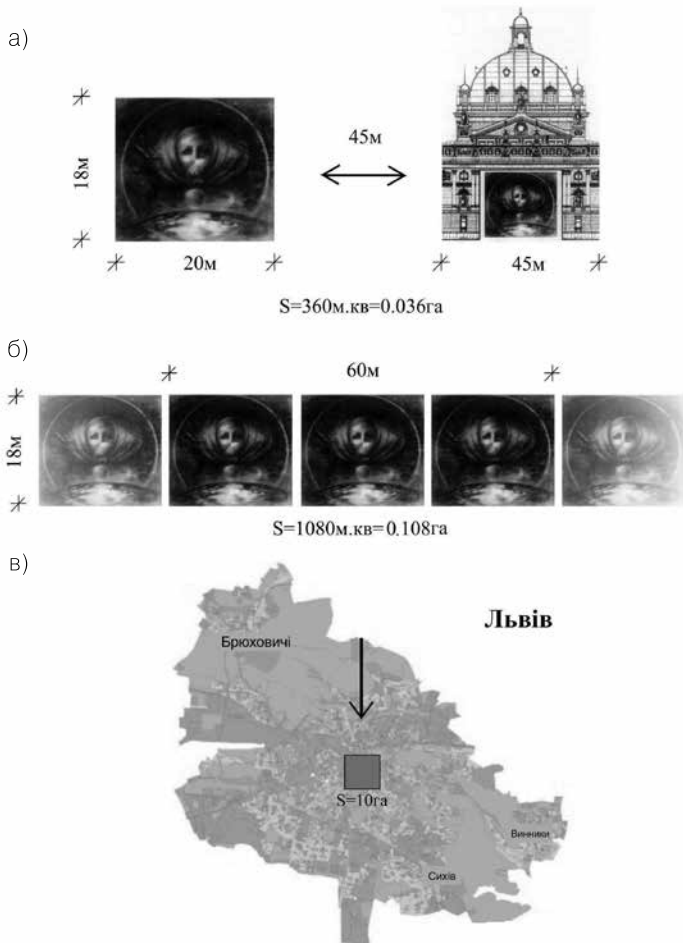 а)
45м
18м
20м
45м
S=360м.кв=0.036га
б)
60м
18м
S=1080м.кв=0.108га
в)
Львів
Брюховичі
S=10га
Винники
Сихів